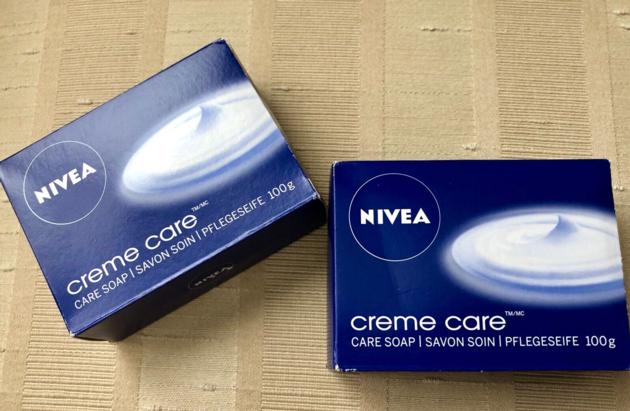 NIVEA
creme care™/MC
CARE SOAP | SAVON SOIN | PFLEGESEIFE 100g
NIVEA
NIVEA
creme care™/MC
CARE SOAP | SAVON SOIN | PFLEGESEIFE 100g